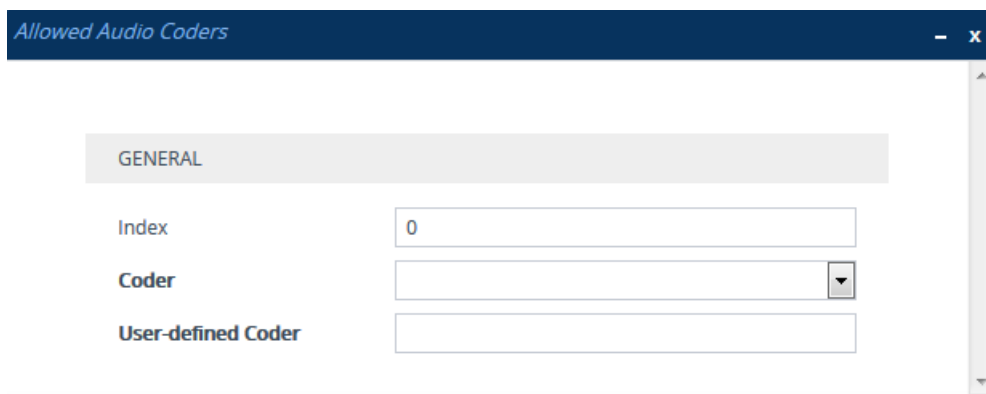 Allowed Audio Coders – x
GENERAL
Index 0
Coder
User-defined Coder